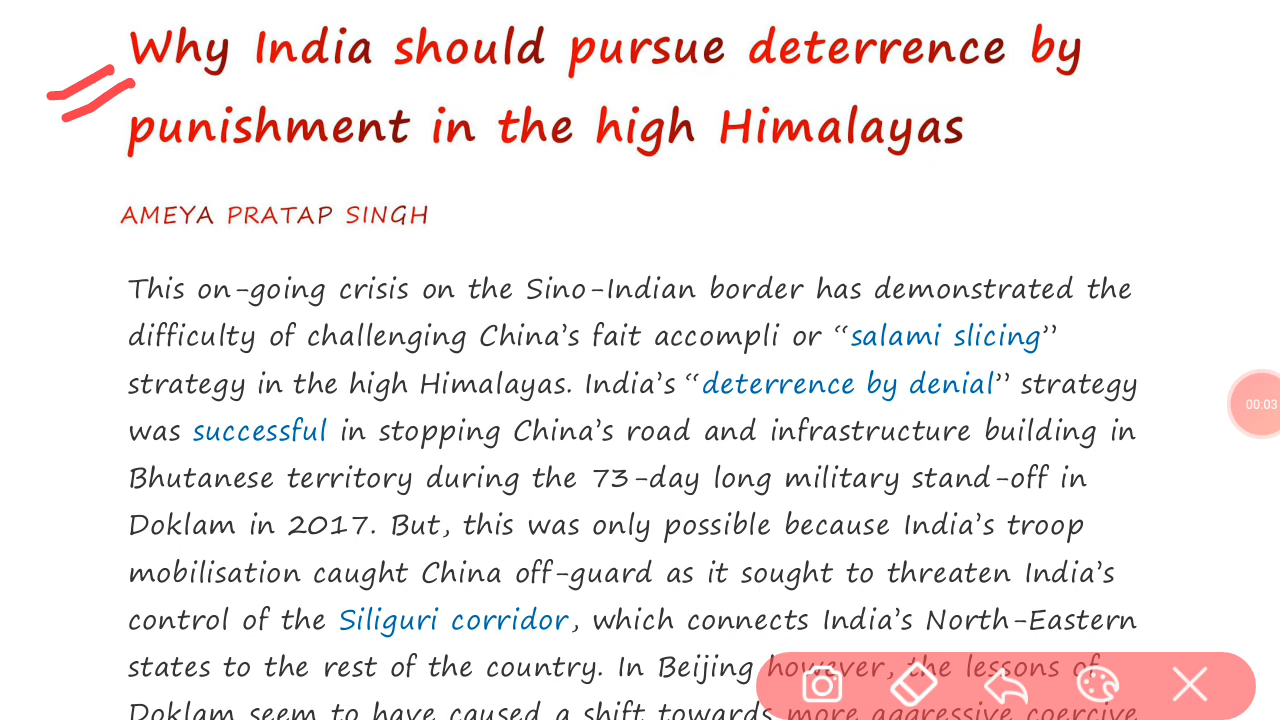 Why India should pursue deterrence by
punishment in the high Himalayas
AMEYA PRATAP SINGH
This on-going crisis on the Sino-Indian border has demonstrated the
difficulty of challenging China’s fait accompli or “salami slicing”
strategy in the high Himalayas. India’s “deterrence by denial” strategy
was successful in stopping China’s road and infrastructure building in
Bhutanese territory during the 73-day long military stand-off in
Doklam in 2017. But, this was only possible because India’s troop
mobilisation caught China off-guard as it sought to threaten India’s
control of the Siliguri corridor, which connects India’s North-Eastern
states to the rest of the country. In Beijing however, the lessons of
Doklam seem to have caused a shift towards more aggressive coercive
00:03